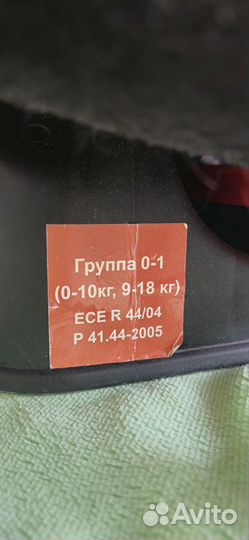 Группа 0-1
(0-10кг, 9-18 кг)
ECE R 44/04
Р 41.44-2005
Avito